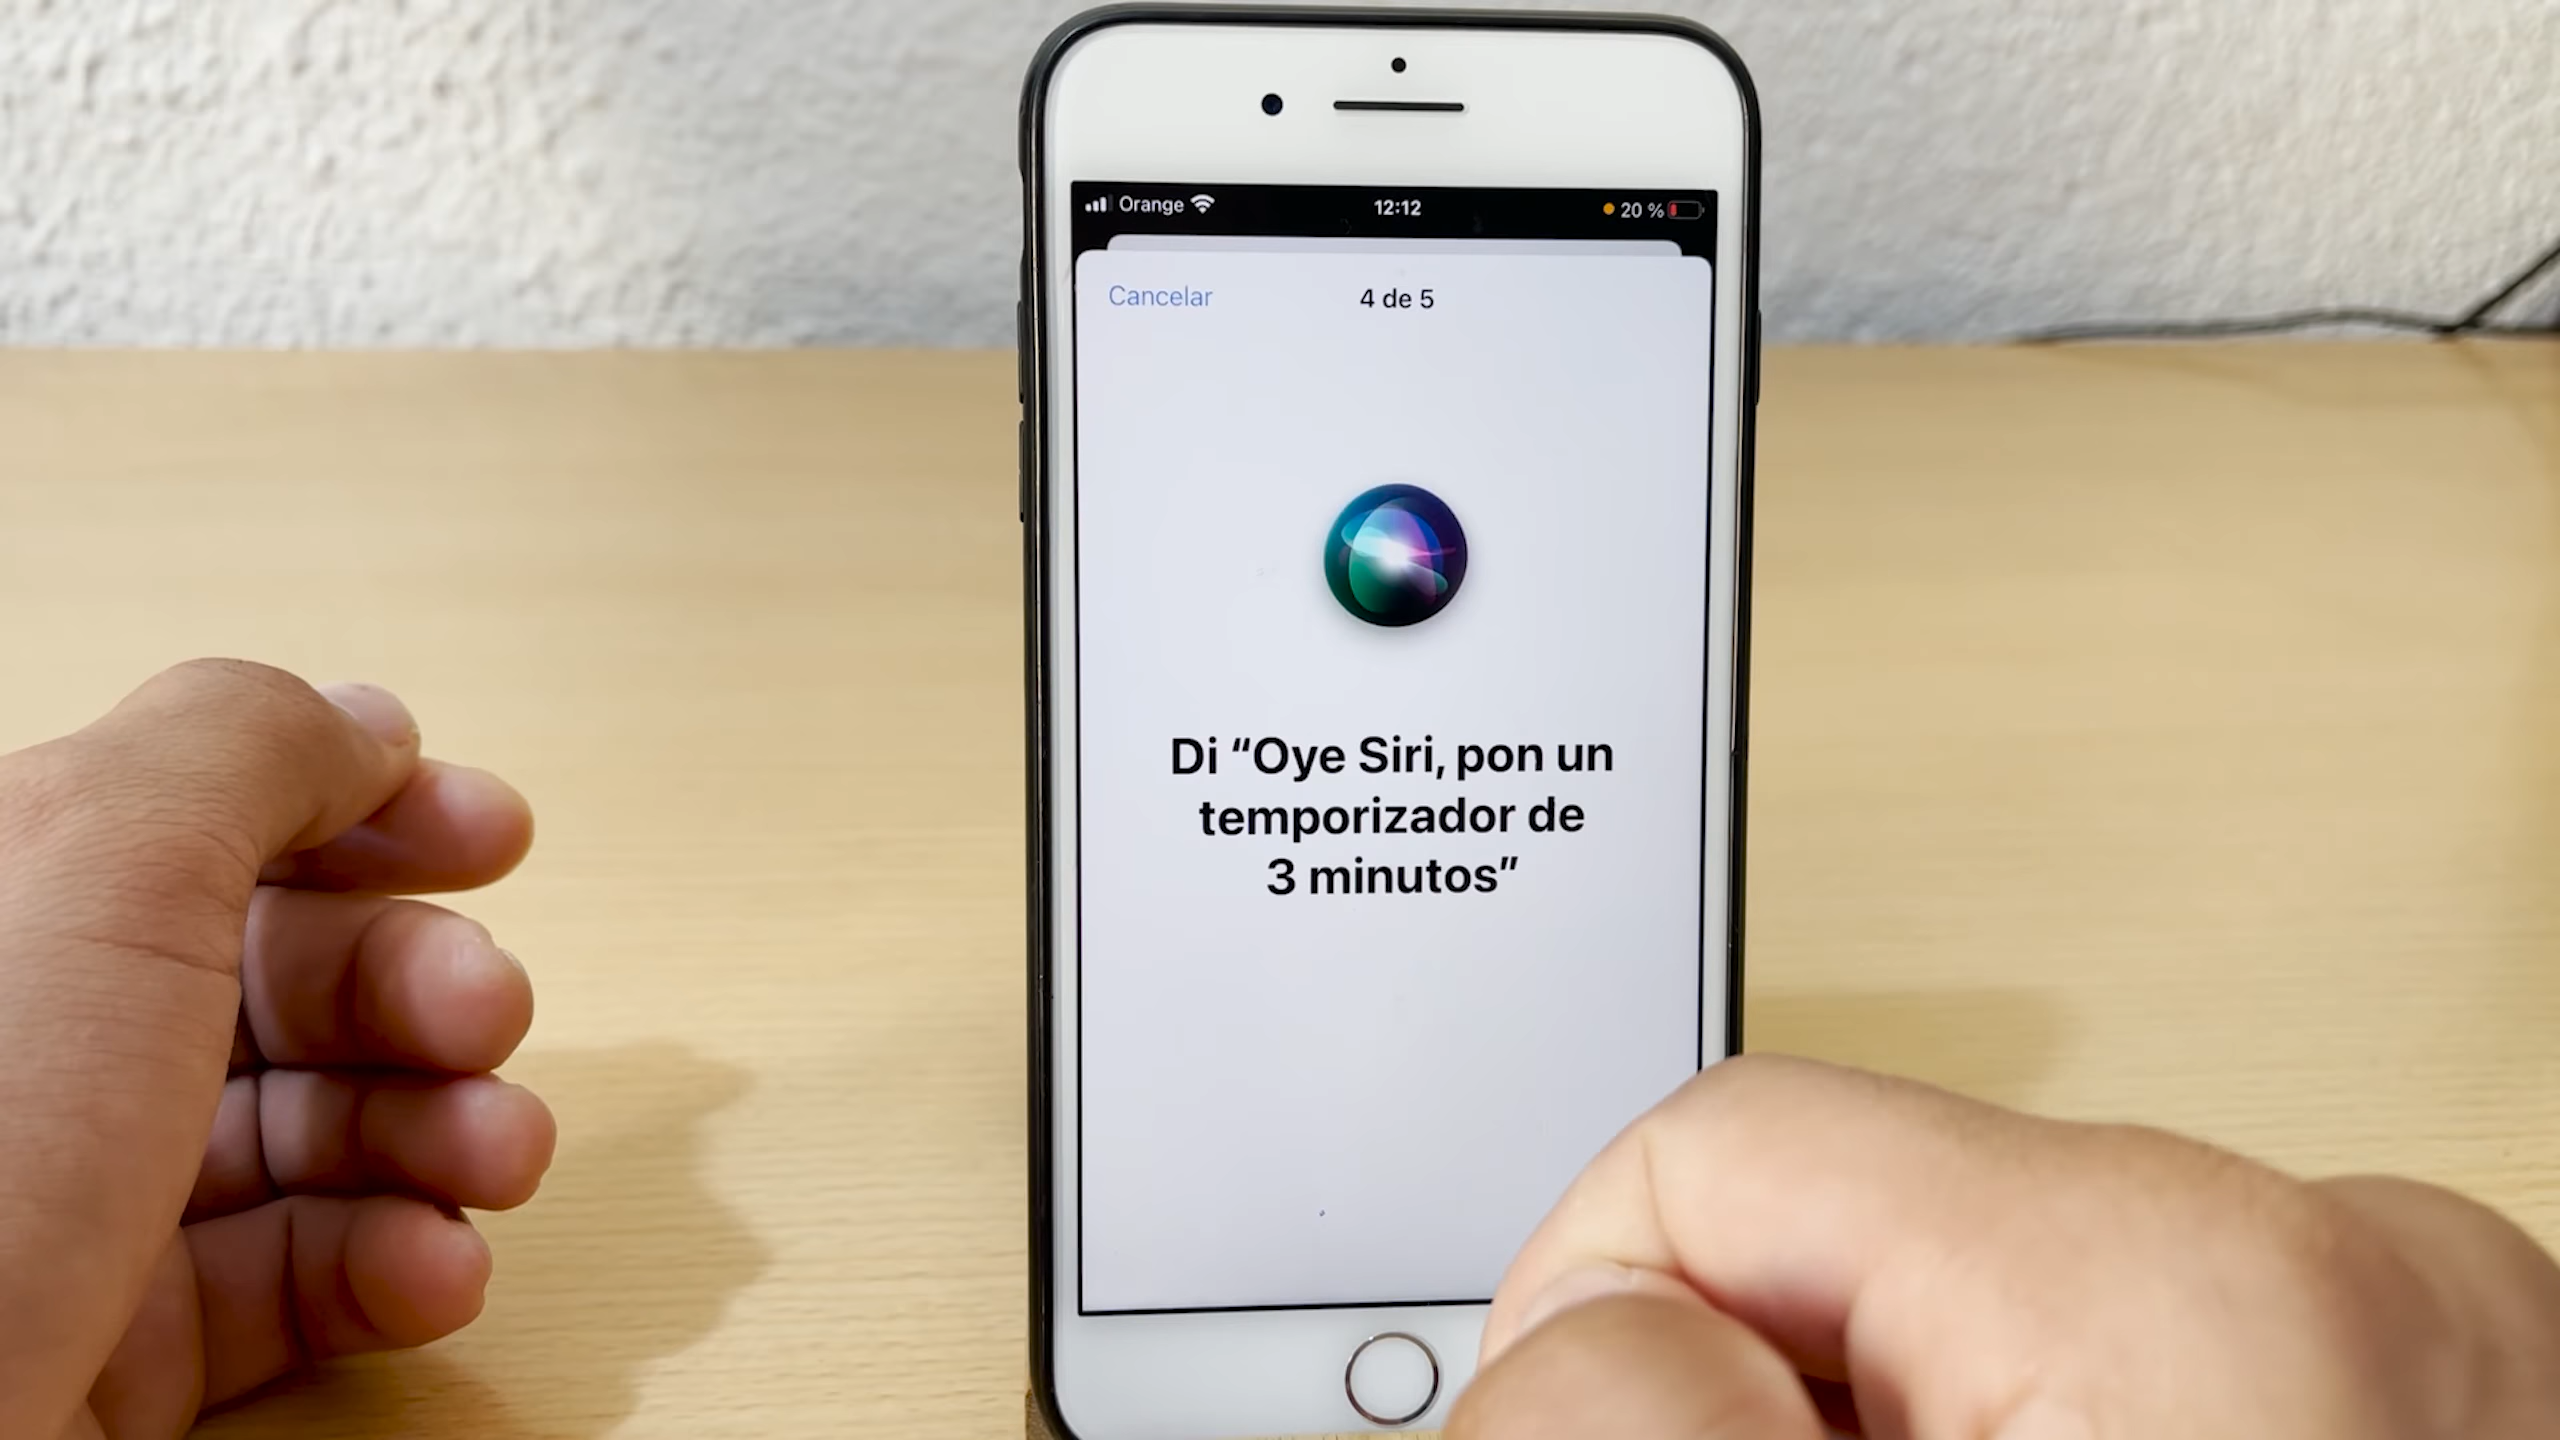 Orange 12:12 20 %
Cancelar 4 de 5
Di “Oye Siri, pon un
temporizador de
3 minutos”